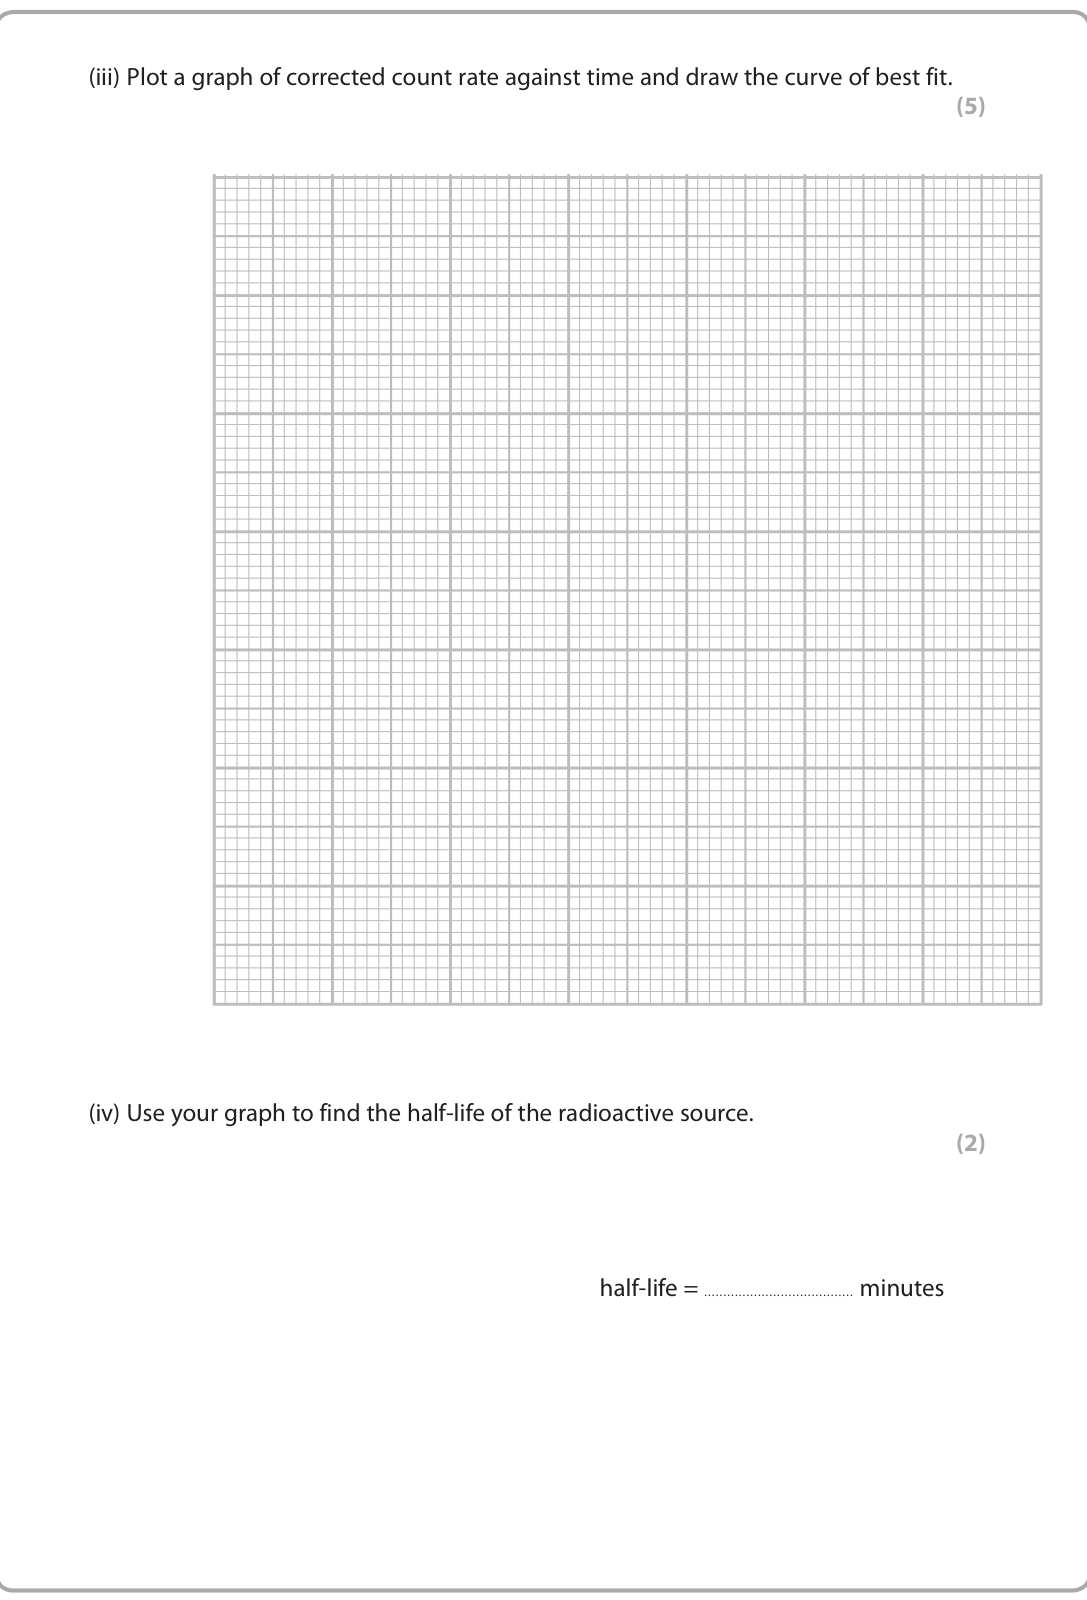 (iii) Plot a graph of corrected count rate against time and draw the curve of best fit.
(5)
(iv) Use your graph to find the half-life of the radioactive source.
(2)
half-life = ....................................... minutes